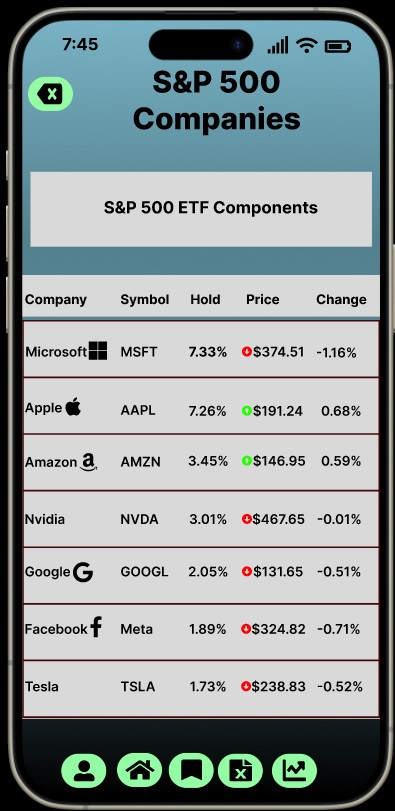 7:45
S&P 500
Companies
S&P 500 ETF Components
Company Symbol Hold Price Change
Microsoft MSFT 7.33% $374.51 -1.16%
Apple AAPL 7.26% $191.24 0.68%
Amazon AMZN 3.45% $146.95 0.59%
Nvidia NVDA 3.01% $467.65 -0.01%
Google GOOGL 2.05% $131.65 -0.51%
Facebook Meta 1.89% $324.82 -0.71%
Tesla TSLA 1.73% $238.83 -0.52%